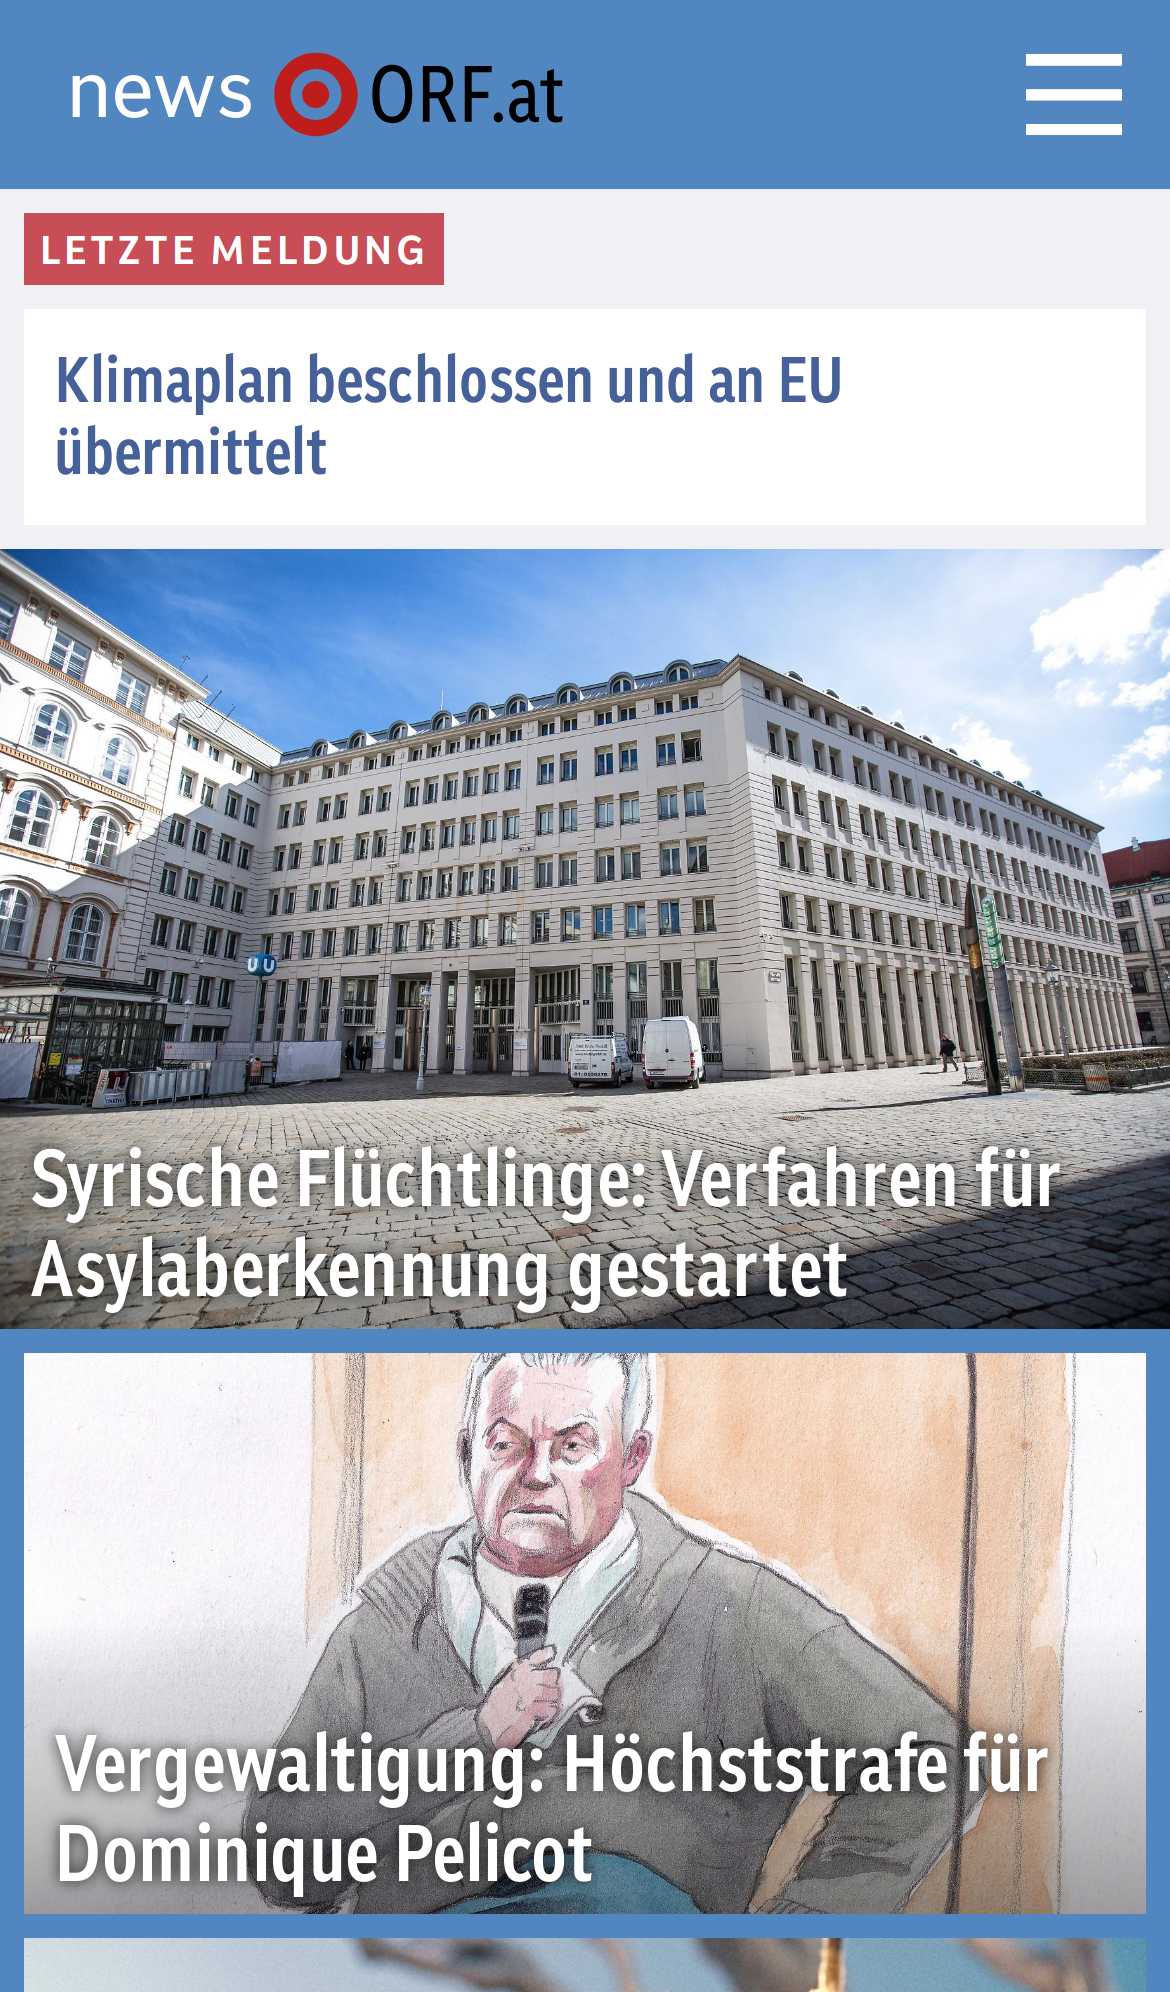 news ORF.at
LETZTE MELDUNG
Klimaplan beschlossen und an EU
übermittelt
U U
Syrische Flüchtlinge: Verfahren für
Asylaberkennung gestartet
Vergewaltigung: Höchststrafe für
Dominique Pelicot